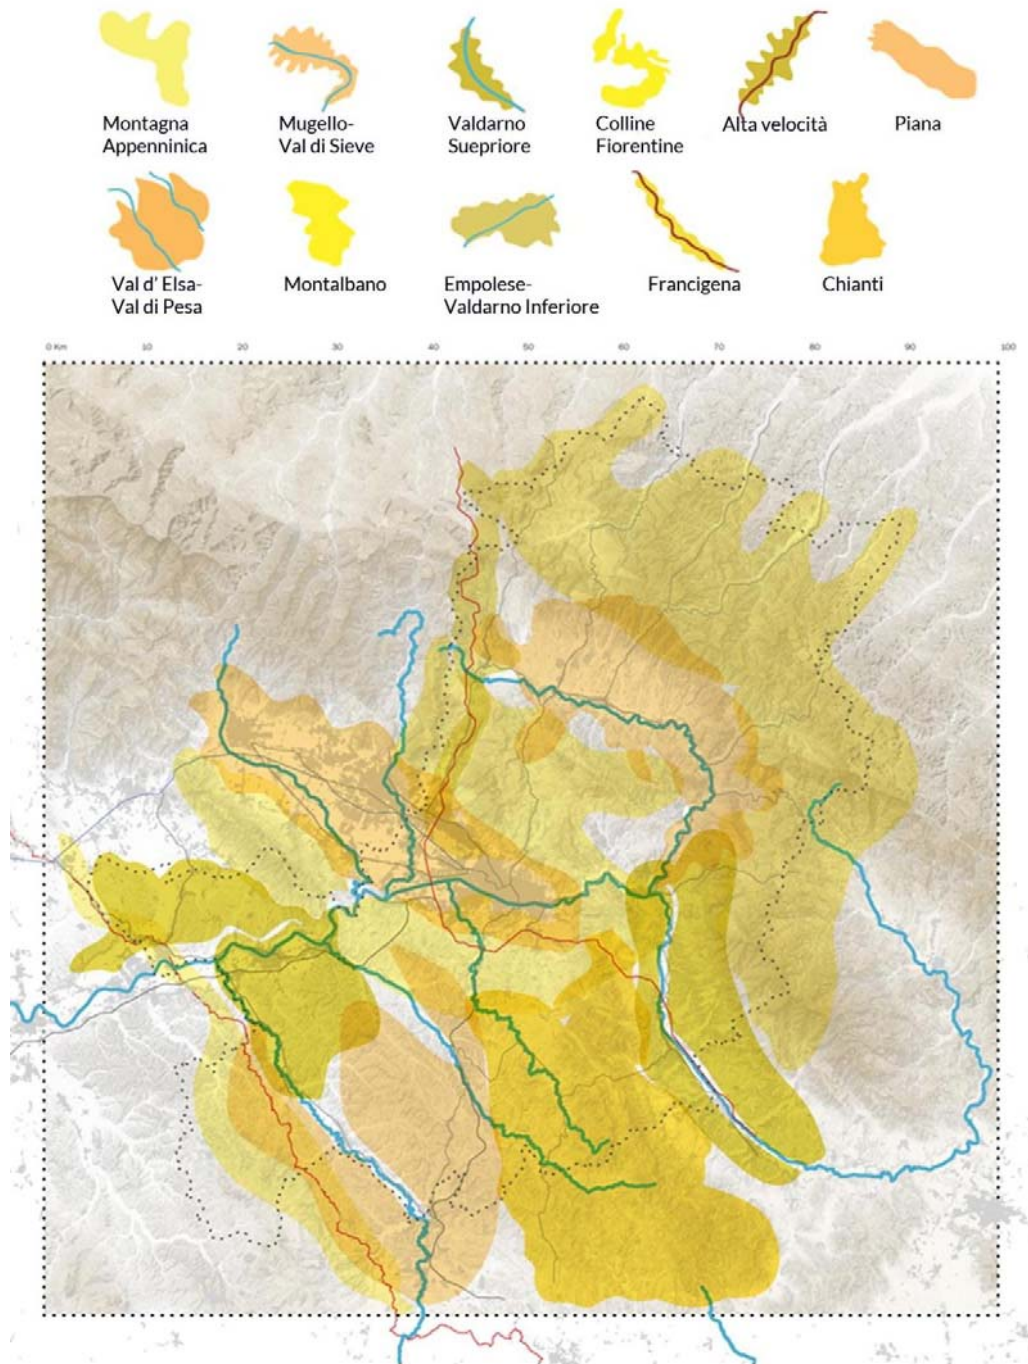 Montagna
Appenninica
Mugello-
Val di Sieve
Valdarno
Suepriore
Colline
Fiorentine
Alta velocità
Piana
Val d' Elsa-
Val di Pesa
Montalbano
Empolese-
Valdarno Inferiore
Francigena
Chianti
0 Km 10 20 30 40 50 60 70 80 90 100